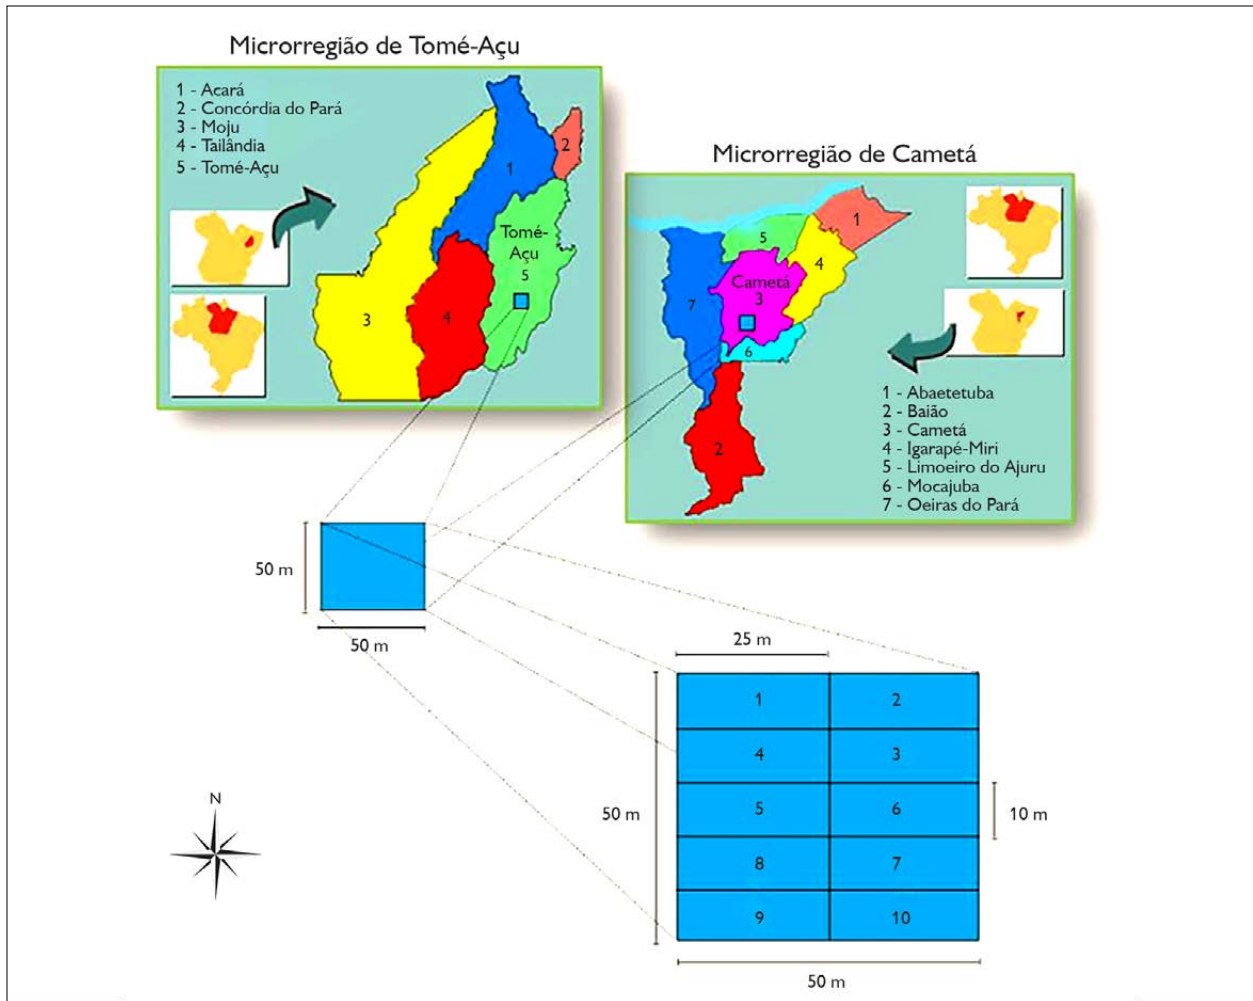 Microrregião de Tomé-Açu
1 - Acará
2 - Concórdia do Pará
3 - Moju
4 - Tailândia
5 - Tomé-Açu
1
2
3
4
Tomé-
Açu
5
Microrregião de Cametá
1
5
4
Cametá
3
7
6
2
1 - Abaetetuba
2 - Baião
3 - Cametá
4 - Igarapé-Miri
5 - Limoeiro do Ajuru
6 - Mocajuba
7 - Oeiras do Pará
50 m
50 m
25 m
1 2
4 3
5 6
8 7
9 10
50 m
10 m
50 m
N